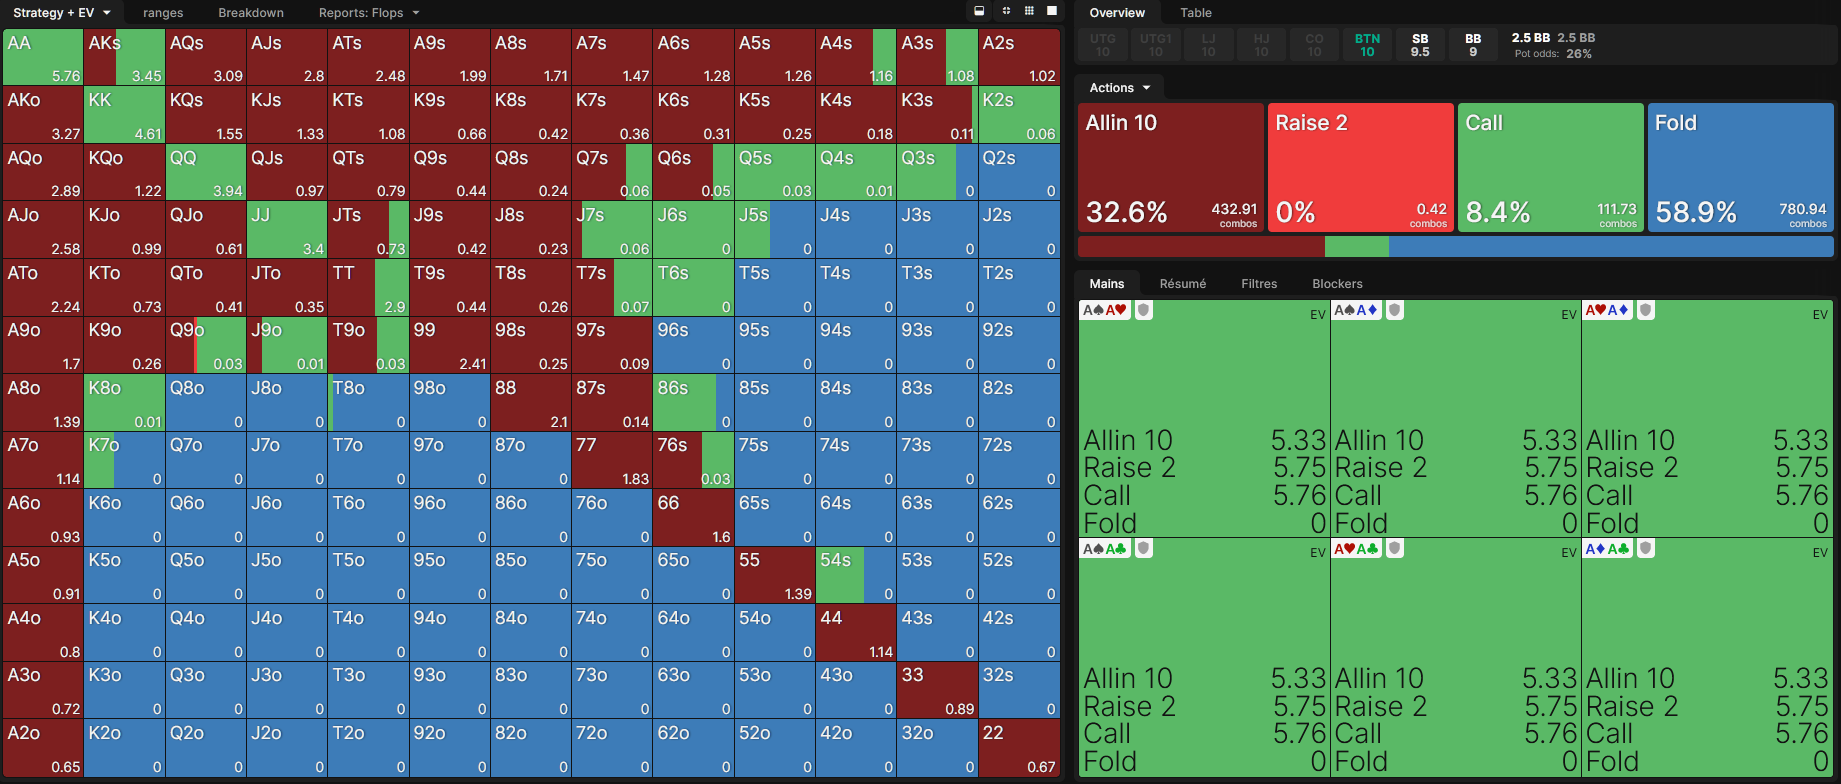 Strategy + EV ranges Breakdown Reports: Flops
AA AKs AQs AJs ATs A9s A8s A7s A6s A5s A4s A3s A2s
5.76 3.45 3.09 2.8 2.48 1.99 1.71 1.47 1.28 1.26 1.16 1.08 1.02
AKo KK KQs KJs KTs K9s K8s K7s K6s K5s K4s K3s K2s
3.27 4.61 1.55 1.33 1.08 0.66 0.42 0.36 0.31 0.25 0.18 0.11 0.06
AQo KQo QQ QJs QTs Q9s Q8s Q7s Q6s Q5s Q4s Q3s Q2s
2.89 1.22 3.94 0.97 0.79 0.44 0.24 0.06 0.05 0.03 0.01 0 0
AJo KJo QJo JJ JTs J9s J8s J7s J6s J5s J4s J3s J2s
2.58 0.99 0.61 3.4 0.73 0.42 0.23 0.06 0 0 0 0 0
ATo KTo QTo JTo TT T9s T8s T7s T6s T5s T4s T3s T2s
2.24 0.73 0.41 0.35 2.9 0.44 0.26 0.07 0 0 0 0 0
A9o K9o Q9o J9o T9o 99 98s 97s 96s 95s 94s 93s 92s
1.7 0.26 0.03 0.01 0.03 2.41 0.25 0.09 0 0 0 0 0
A8o K8o Q8o J8o T8o 98o 88 87s 86s 85s 84s 83s 82s
1.39 0.01 0 0 0 0 2.1 0.14 0 0 0 0 0
A7o K7o Q7o J7o T7o 97o 87o 77 76s 75s 74s 73s 72s
1.14 0 0 0 0 0 0 1.83 0.03 0 0 0 0
A6o K6o Q6o J6o T6o 96o 86o 76o 66 65s 64s 63s 62s
0.93 0 0 0 0 0 0 0 1.6 0 0 0 0
A5o K5o Q5o J5o T5o 95o 85o 75o 65o 55 54s 53s 52s
0.91 0 0 0 0 0 0 0 0 1.39 0 0 0
A4o K4o Q4o J4o T4o 94o 84o 74o 64o 54o 44 43s 42s
0.8 0 0 0 0 0 0 0 0 0 1.14 0 0
A3o K3o Q3o J3o T3o 93o 83o 73o 63o 53o 43o 33 32s
0.72 0 0 0 0 0 0 0 0 0 0 0.89 0
A2o K2o Q2o J2o T2o 92o 82o 72o 62o 52o 42o 32o 22
0.65 0 0 0 0 0 0 0 0 0 0 0 0.67
Overview Table
UTG UTG1 LJ HJ CO BTN SB BB 2.5 BB 2.5 BB
10 10 10 10 10 10 9.5 9 Pot odds: 26%
Actions
Allin 10 Raise 2 Call Fold
32.6% 432.91 combos 0% 0.42 combos 8.4% 111.73 combos 58.9% 780.94 combos
Mains Résumé Filtres Blockers
A♠A♥ EV A♠A♦ EV A♥A♦ EV
Allin 10 5.33 Allin 10 5.33 Allin 10 5.33
Raise 2 5.75 Raise 2 5.75 Raise 2 5.75
Call 5.76 Call 5.76 Call 5.76
Fold 0 Fold 0 Fold 0
A♠A♣ EV A♥A♣ EV A♦A♣ EV
Allin 10 5.33 Allin 10 5.33 Allin 10 5.33
Raise 2 5.75 Raise 2 5.75 Raise 2 5.75
Call 5.76 Call 5.76 Call 5.76
Fold 0 Fold 0 Fold 0